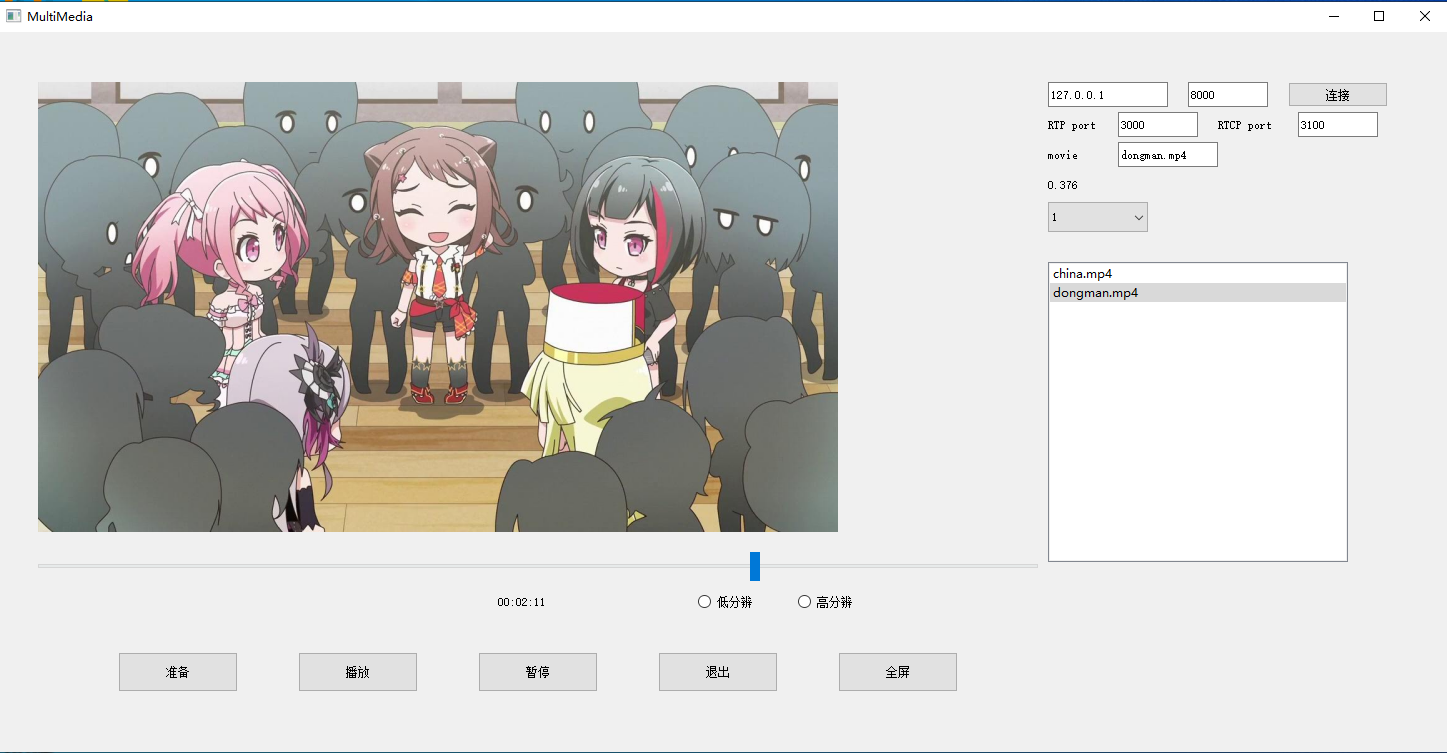 MultiMedia
127.0.0.1 8000 连接
RTP port 3000 RTCP port 3100
movie dongman.mp4
0.376
1
china.mp4
dongman.mp4
00:02:11 低分辨 高分辨
准备 播放 暂停 退出 全屏